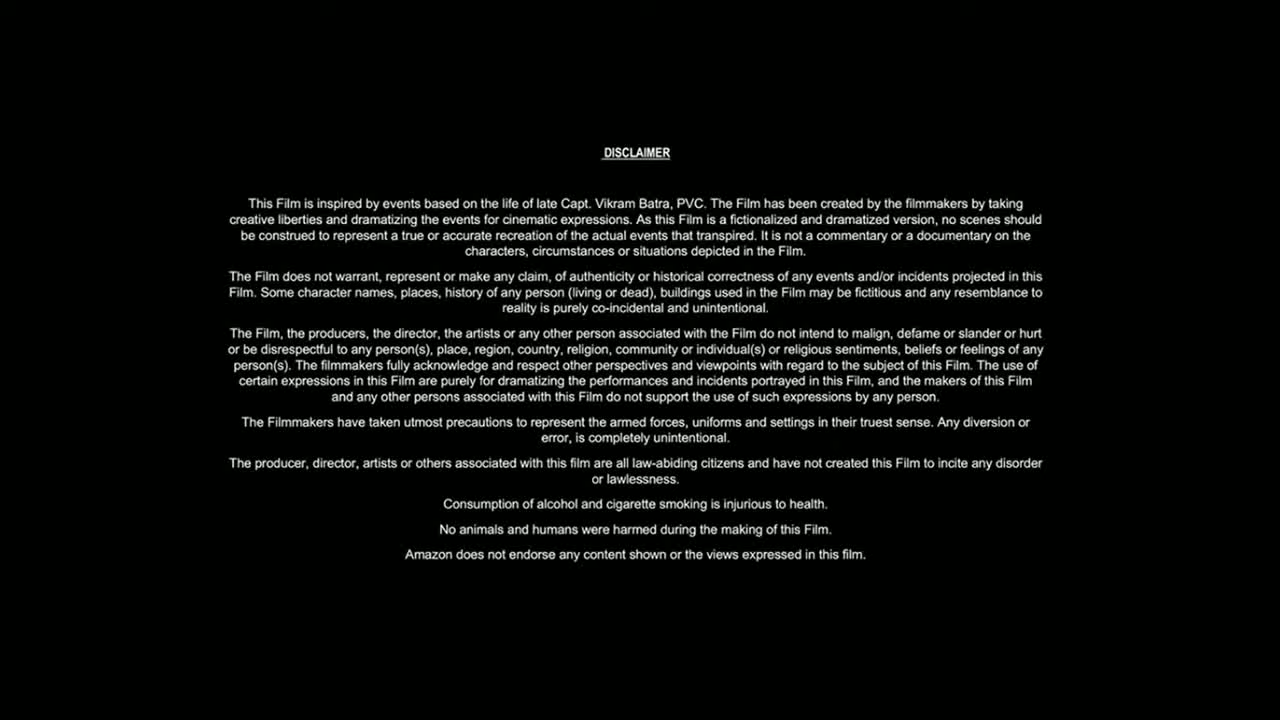 DISCLAIMER
This Film is inspired by events based on the life of late Capt. Vikram Batra, PVC. The Film has been created by the filmmakers by taking
creative liberties and dramatizing the events for cinematic expressions. As this Film is a fictionalized and dramatized version, no scenes should
be construed to represent a true or accurate recreation of the actual events that transpired. It is not a commentary or a documentary on the
characters, circumstances or situations depicted in the Film.
The Film does not warrant, represent or make any claim, of authenticity or historical correctness of any events and/or incidents projected in this
Film. Some character names, places, history of any person (living or dead), buildings used in the Film may be fictitious and any resemblance to
reality is purely co-incidental and unintentional.
The Film, the producers, the director, the artists or any other person associated with the Film do not intend to malign, defame or slander or hurt
or be disrespectful to any person(s), place, region, country, religion, community or individual(s) or religious sentiments, beliefs or feelings of any
person(s). The filmmakers fully acknowledge and respect other perspectives and viewpoints with regard to the subject of this Film. The use of
certain expressions in this Film are purely for dramatizing the performances and incidents portrayed in this Film, and the makers of this Film
and any other persons associated with this Film do not support the use of such expressions by any person.
The Filmmakers have taken utmost precautions to represent the armed forces, uniforms and settings in their truest sense. Any diversion or
error, is completely unintentional.
The producer, director, artists or others associated with this film are all law-abiding citizens and have not created this Film to incite any disorder
or lawlessness.
Consumption of alcohol and cigarette smoking is injurious to health.
No animals and humans were harmed during the making of this Film.
Amazon does not endorse any content shown or the views expressed in this film.